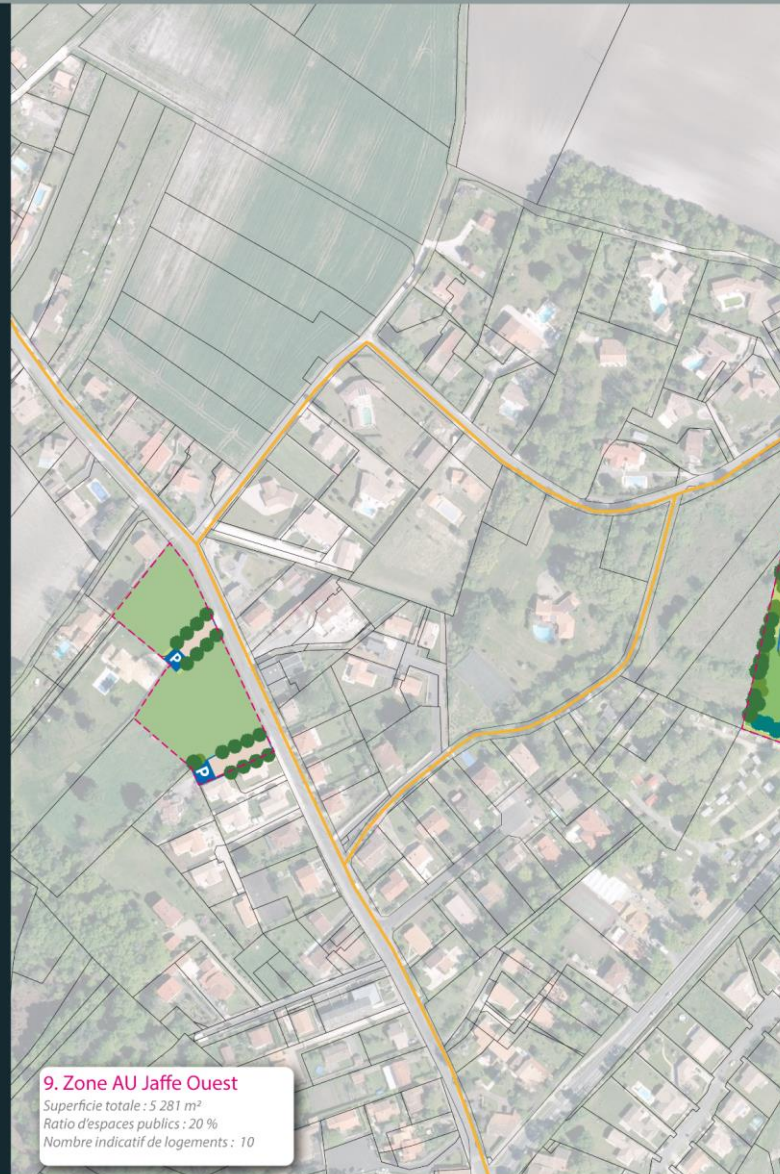 P
P
9. Zone AU Jaffe Ouest
Superficie totale : 5 281 m²
Ratio d'espaces publics : 20 %
Nombre indicatif de logements : 10